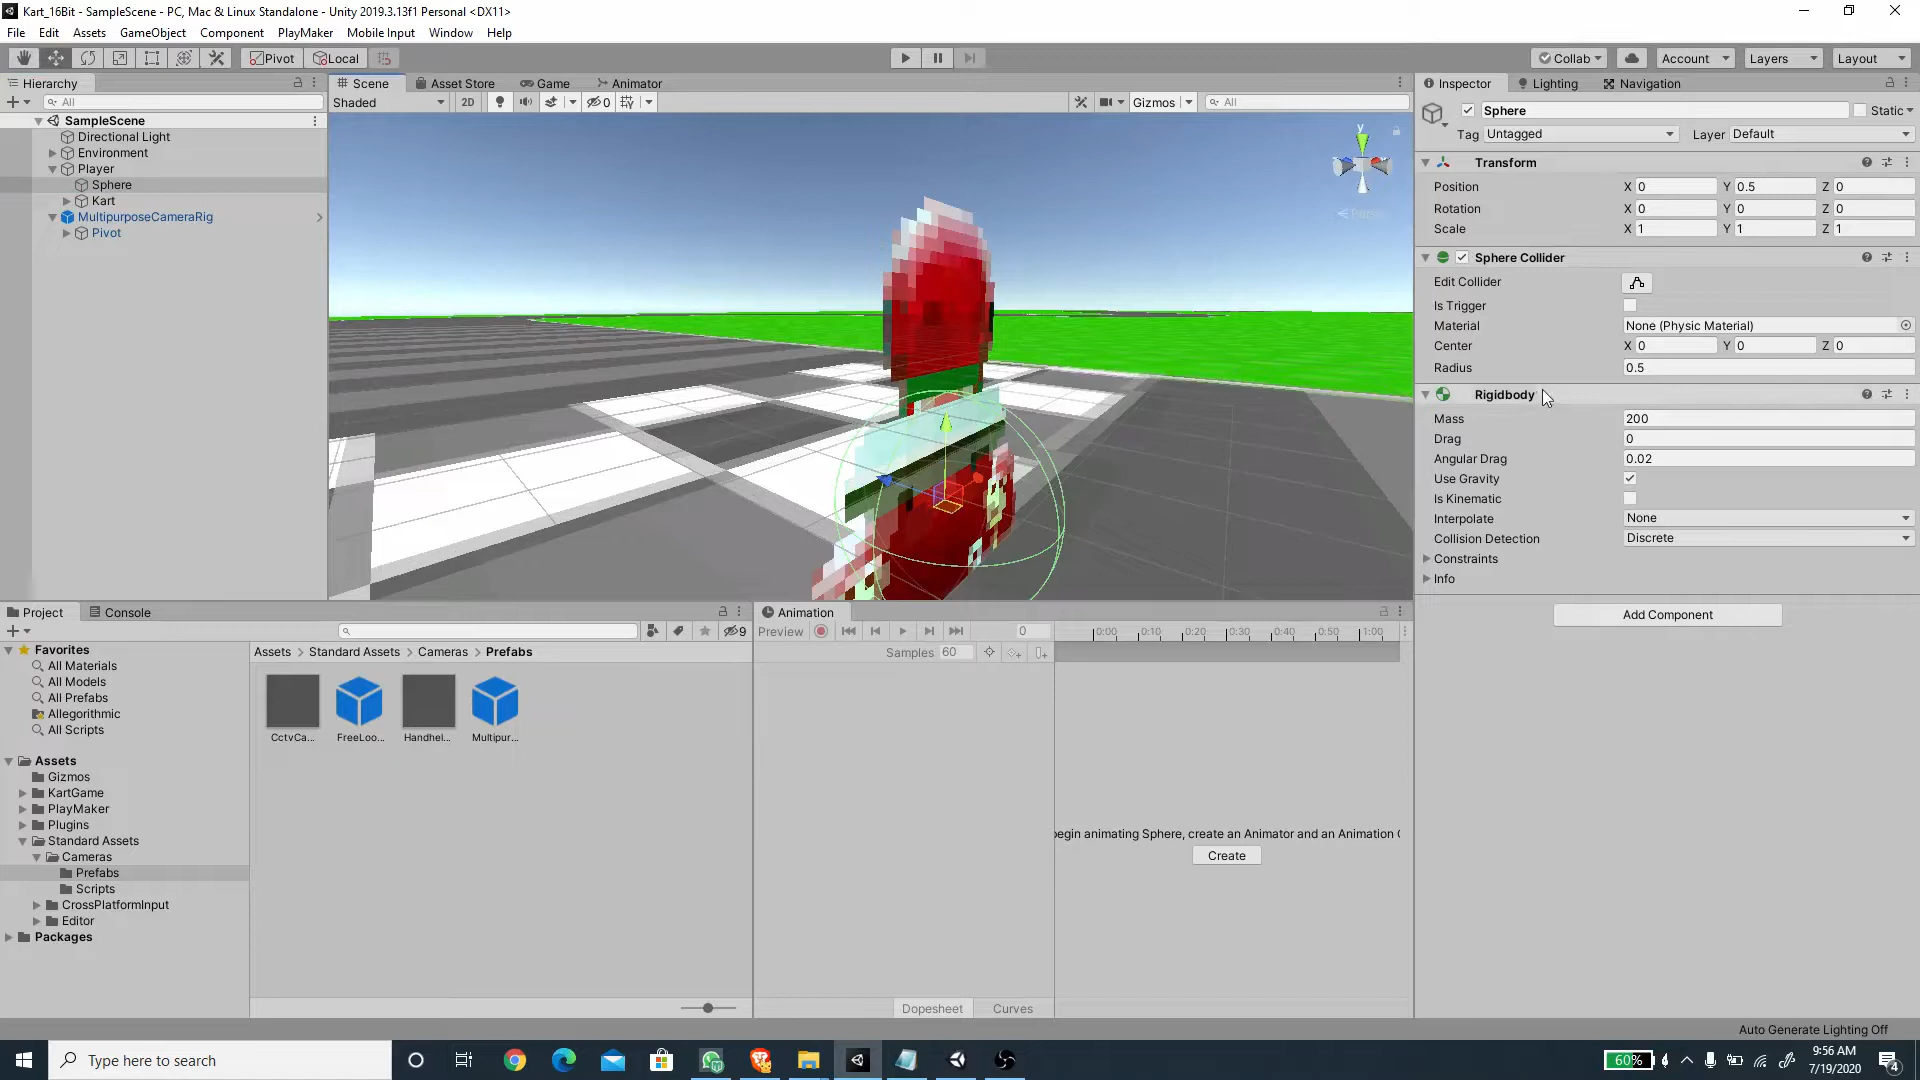 Kart_16Bit - SampleScene - PC, Mac & Linux Standalone - Unity 2019.3.13f1 Personal <DX11>
File Edit Assets GameObject Component PlayMaker Mobile Input Window Help
Pivot Local Collab Account Layers Layout
Hierarchy
All
SampleScene
Directional Light
Environment
Player
Sphere
Kart
MultipurposeCameraRig
Pivot
Scene Asset Store Game Animator
Shaded 2D 0 Gizmos All
y
Inspector Lighting Navigation
Sphere Static
Tag Untagged Layer Default
Transform
Position X 0 Y 0.5 Z 0
Rotation X 0 Y 0 Z 0
Scale X 1 Y 1 Z 1
Sphere Collider
Edit Collider
Is Trigger
Material None (Physic Material)
Center X 0 Y 0 Z 0
Radius 0.5
Rigidbody
Mass 200
Drag 0
Angular Drag 0.02
Use Gravity
Is Kinematic
Interpolate None
Collision Detection Discrete
Constraints
Info
Add Component
Project Console
9
Favorites
All Materials
All Models
All Prefabs
Allegorithmic
All Scripts
Assets
Gizmos
KartGame
PlayMaker
Plugins
Standard Assets
Cameras
Prefabs
Scripts
CrossPlatformInput
Editor
Packages
Assets > Standard Assets > Cameras > Prefabs
CctvCa... FreeLoo... Handhel... Multipur...
Animation
Preview 0 0:00 0:10 0:20 0:30 0:40 0:50 1:00
Samples 60
begin animating Sphere, create an Animator and an Animation C
Create
Dopesheet Curves
Auto Generate Lighting Off
Type here to search
60%
9:56 AM
7/19/2020
4